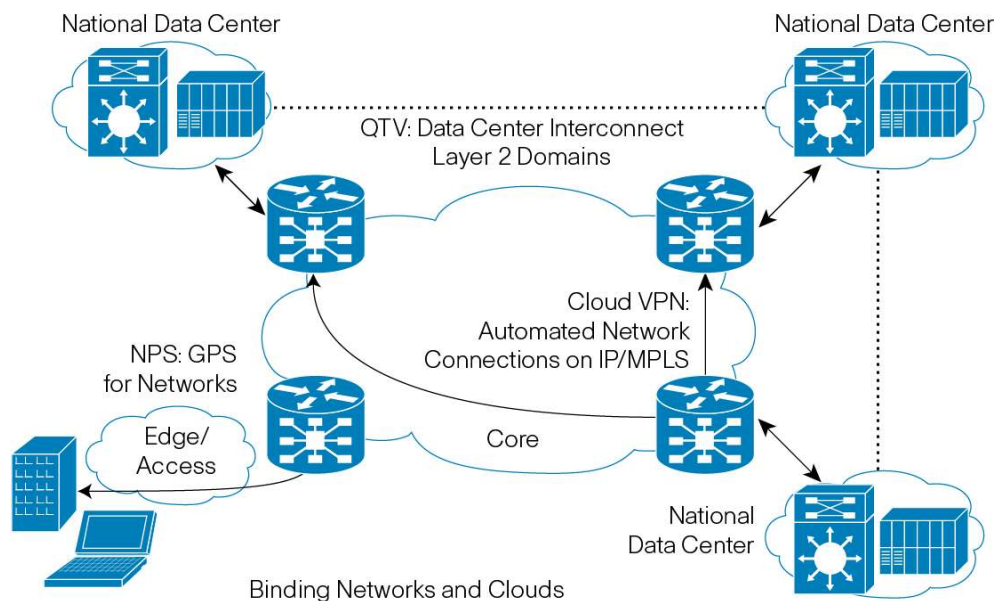 National Data Center
National Data Center
QTV: Data Center Interconnect
Layer 2 Domains
Cloud VPN:
Automated Network
Connections on IP/MPLS
NPS: GPS
for Networks
Edge/
Access
Core
National
Data Center
Binding Networks and Clouds